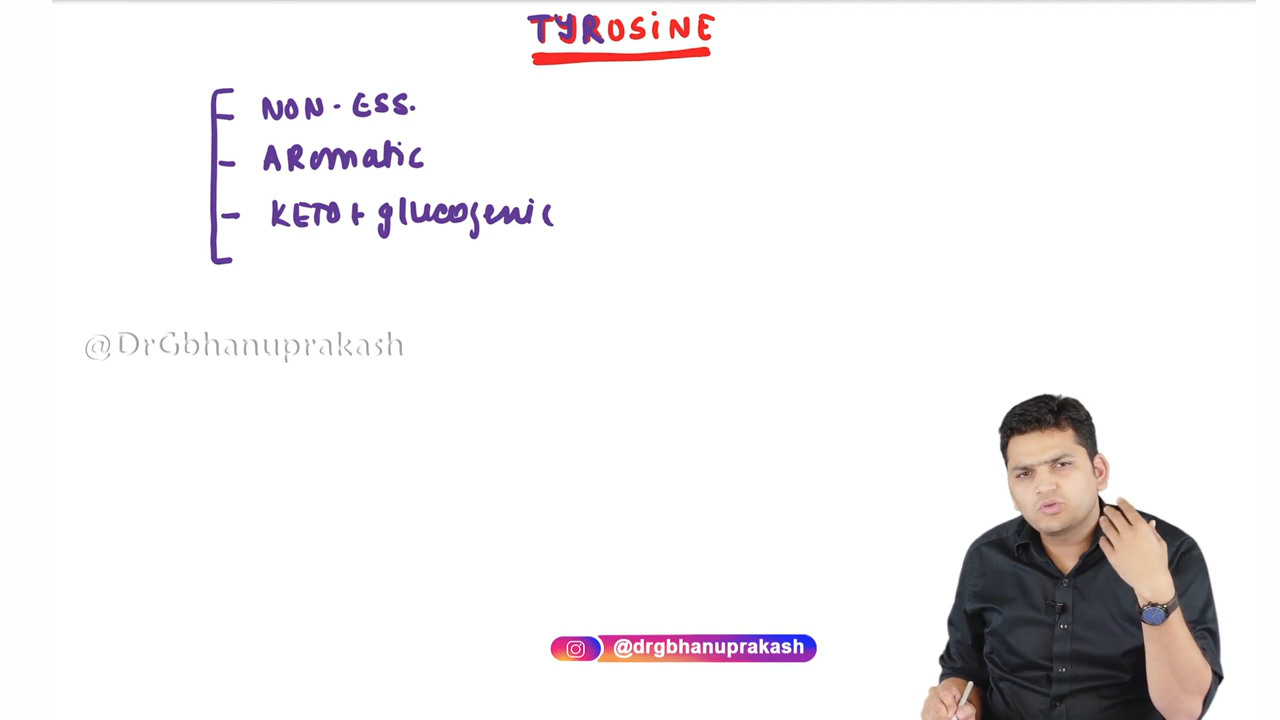 TYROSINE
NON-ESS.
AROmatic
KETO + glucogenic
@DrGbhanuprakash
@drgbhanuprakash